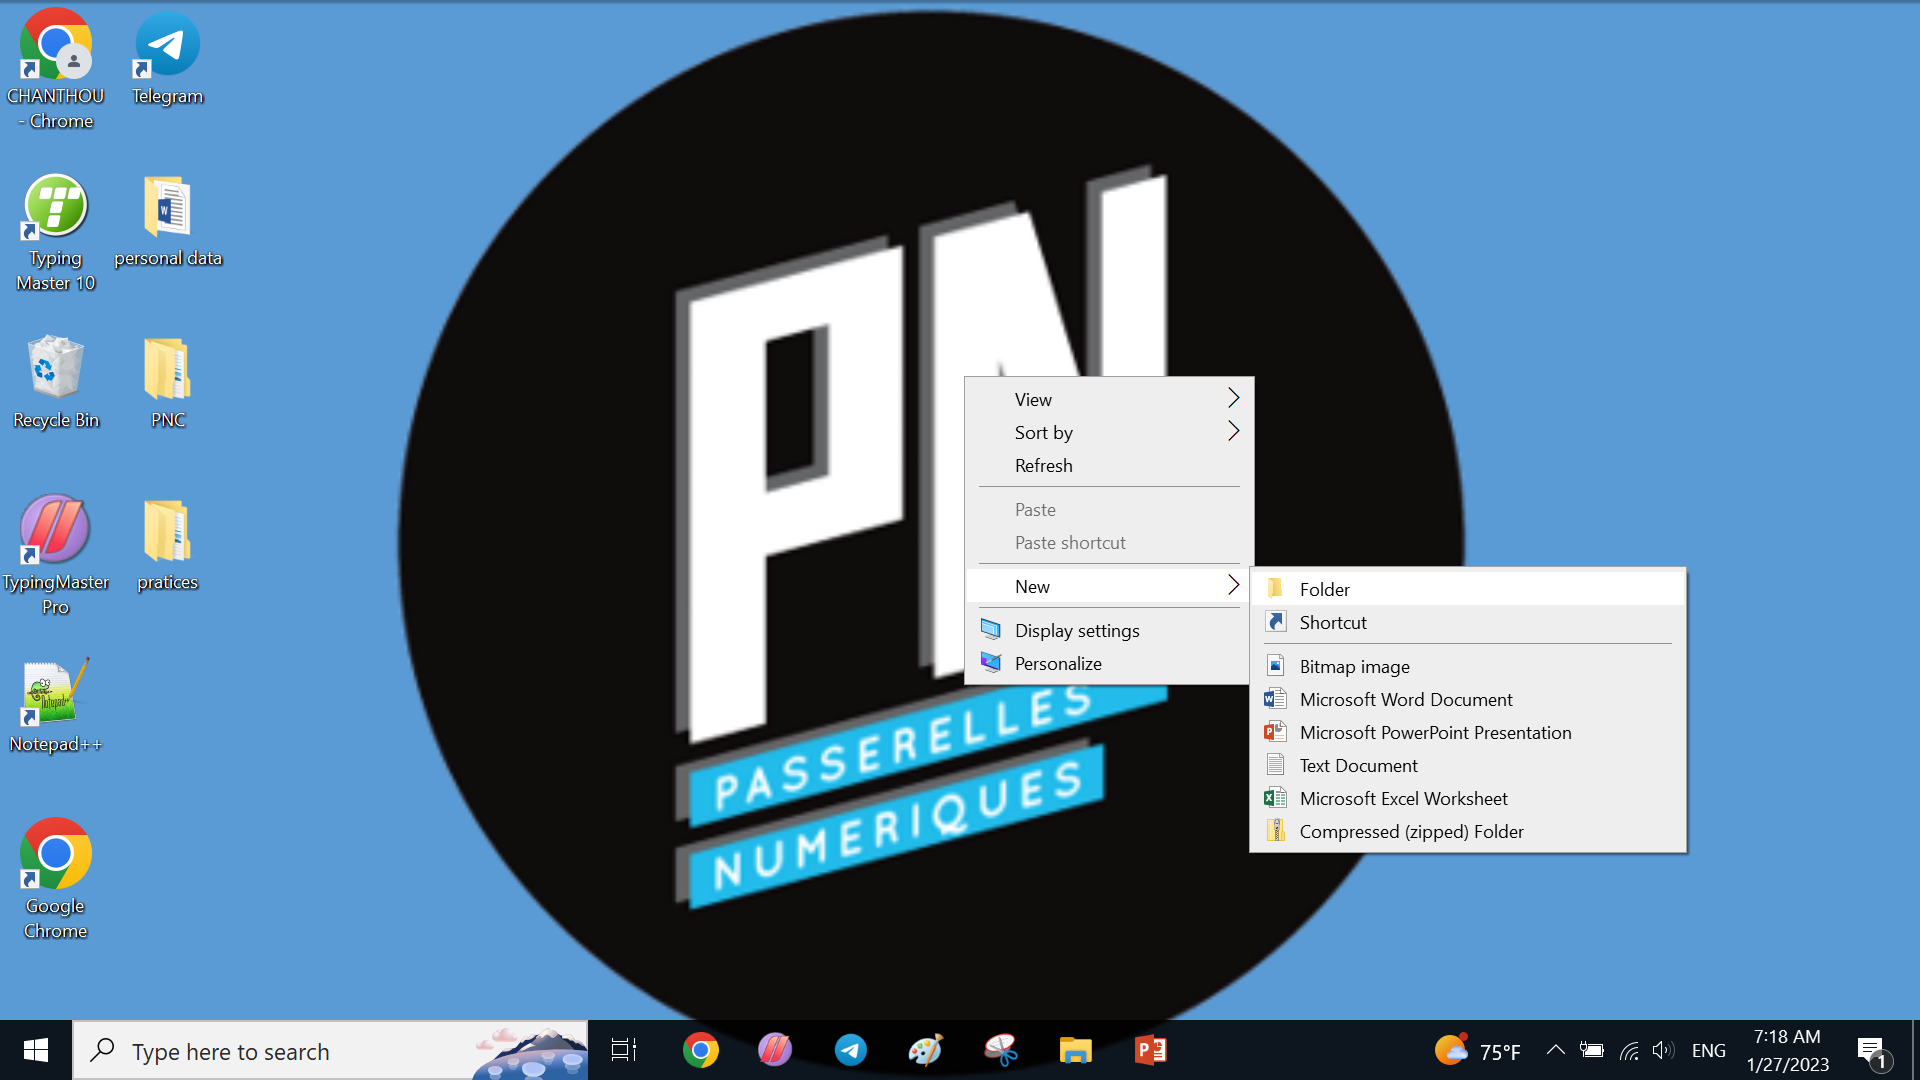 CHANTHOU
- Chrome
Telegram
Typing
Master 10
personal data
Recycle Bin
PNC
TypingMaster
Pro
pratices
Notepad++
Google
Chrome
PN
PASSERELLES
NUMERIQUES
View
Sort by
Refresh
Paste
Paste shortcut
New
Display settings
Personalize
Folder
Shortcut
Bitmap image
Microsoft Word Document
Microsoft PowerPoint Presentation
Text Document
Microsoft Excel Worksheet
Compressed (zipped) Folder
Type here to search
75°F
ENG
7:18 AM
1/27/2023
1